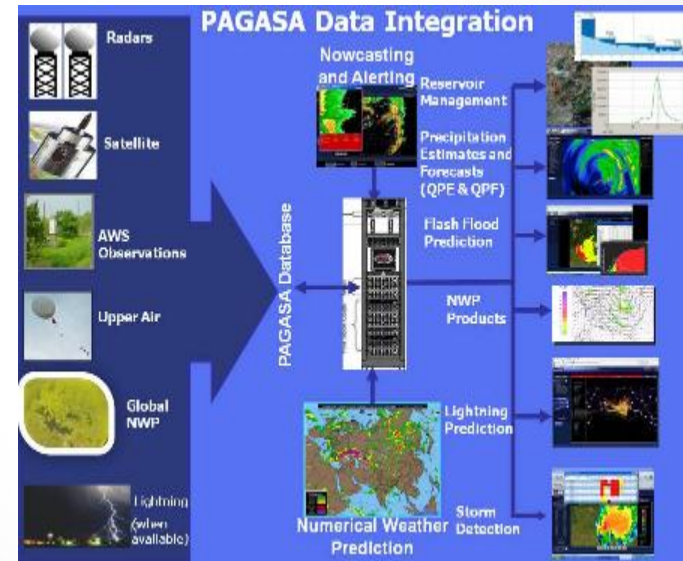 PAGASA Data Integration
Radars
Satellite
AWS
Observations
Upper Air
Global
NWP
Lightning
(when
available)
PAGASA Database
Nowcasting
and Alerting
Numerical Weather
Prediction
Reservoir
Management
Precipitation
Estimates and
Forecasts
(QPE & QPF)
Flash Flood
Prediction
NWP
Products
Lightning
Prediction
Storm
Detection